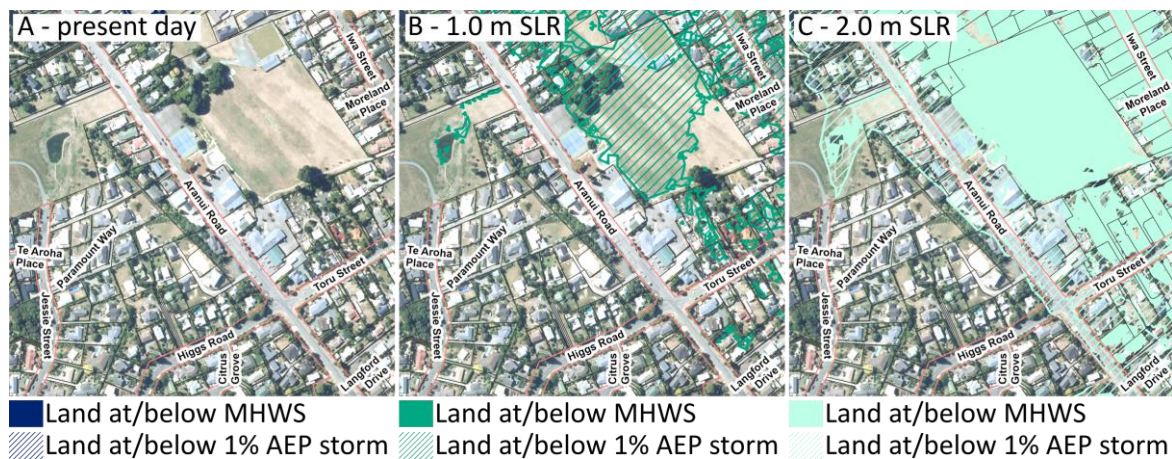 A - present day
Iwa Street
Moreland Place
Aranui Road
Te Aroha Place
Paramount Way
Jessie Street
Toru Street
Higgs Road
Citrus Grove
Langford Drive
Land at/below MHWS
Land at/below 1% AEP storm
B - 1.0 m SLR
Iwa Street
Moreland Place
Aranui Road
Te Aroha Place
Paramount Way
Jessie Street
Toru Street
Higgs Road
Citrus Grove
Langford Drive
Land at/below MHWS
Land at/below 1% AEP storm
C - 2.0 m SLR
Iwa Street
Moreland Place
Aranui Road
Te Aroha Place
Paramount Way
Jessie Street
Toru Street
Higgs Road
Citrus Grove
Langford Drive
Land at/below MHWS
Land at/below 1% AEP storm